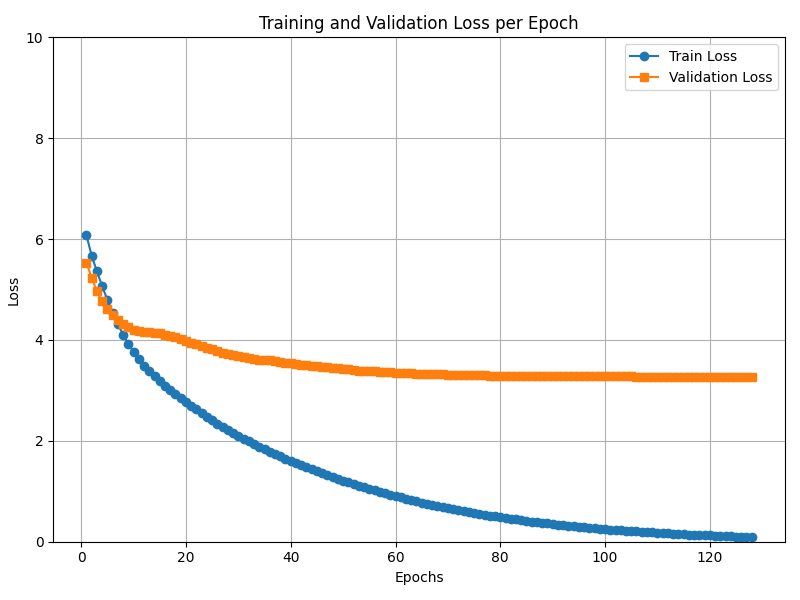 Training and Validation Loss per Epoch
Train Loss
Validation Loss
10
8
6
4
2
0
Loss
0 20 40 60 80 100 120
Epochs